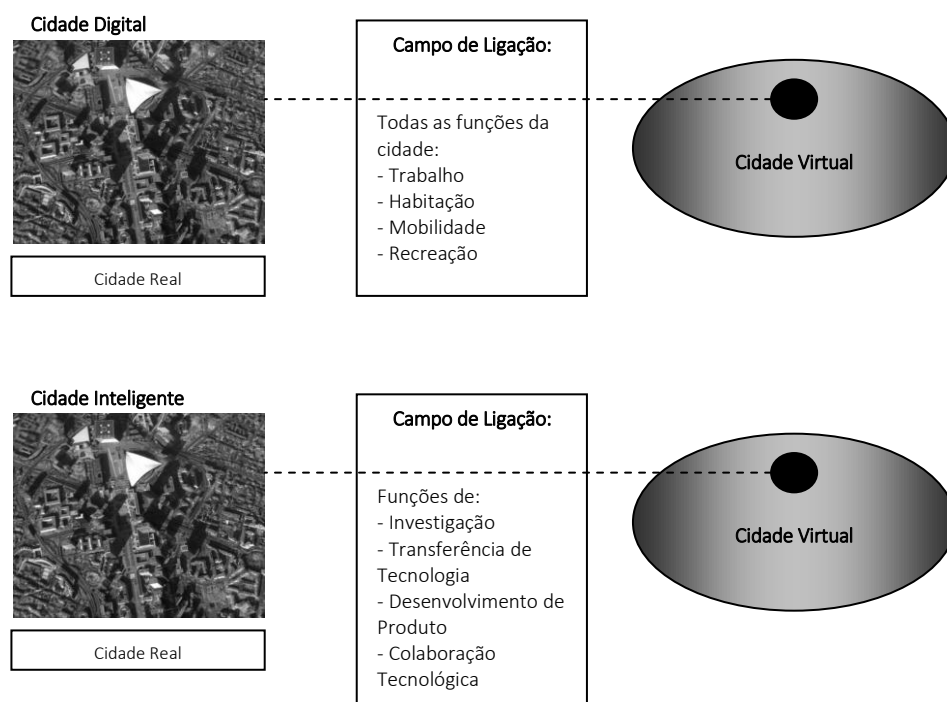 Cidade Digital
Cidade Real
Campo de Ligação:
Todas as funções da
cidade:
- Trabalho
- Habitação
- Mobilidade
- Recreação
Cidade Virtual
Cidade Inteligente
Cidade Real
Campo de Ligação:
Funções de:
- Investigação
- Transferência de
Tecnologia
- Desenvolvimento de
Produto
- Colaboração
Tecnológica
Cidade Virtual